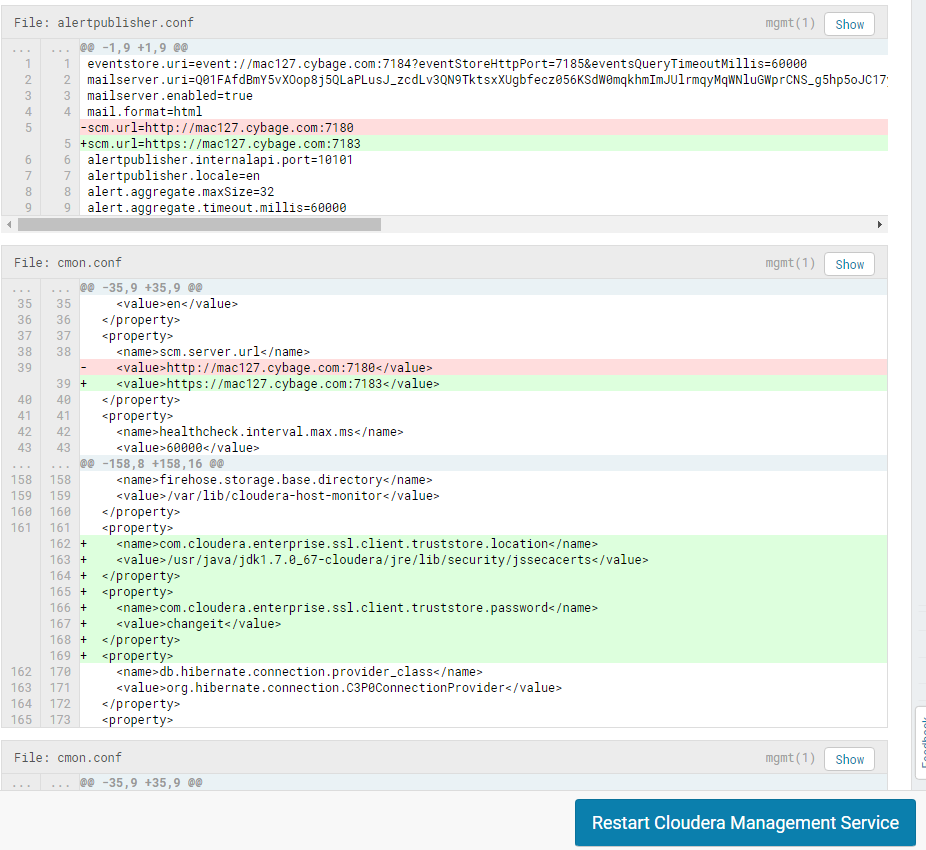 File: alertpublisher.conf mgmt(1) Show
... ... @@ -1,9 +1,9 @@
1 1 eventstore.uri=event://mac127.cybage.com:7184?eventStoreHttpPort=7185&eventsQueryTimeoutMillis=60000
2 2 mailserver.uri=Q01FAfdBmY5vXOop8j5QLaPLusJ_zcdLv3QN9TktsxXUgbfecz056KSdW0mqkhmImJUlrmqyMqWNluGWprCNS_g5hp5oJC17
3 3 mailserver.enabled=true
4 4 mail.format=html
5 -scm.url=http://mac127.cybage.com:7180
5 +scm.url=https://mac127.cybage.com:7183
6 6 alertpublisher.internalapi.port=10101
7 7 alertpublisher.locale=en
8 8 alert.aggregate.maxSize=32
9 9 alert.aggregate.timeout.millis=60000
File: cmon.conf mgmt(1) Show
... ... @@ -35,9 +35,9 @@
35 35 <value>en</value>
36 36 </property>
37 37 <property>
38 38 <name>scm.server.url</name>
39 - <value>http://mac127.cybage.com:7180</value>
39 + <value>https://mac127.cybage.com:7183</value>
40 40 </property>
41 41 <property>
42 42 <name>healthcheck.interval.max.ms</name>
43 43 <value>60000</value>
... ... @@ -158,8 +158,16 @@
158 158 <name>firehose.storage.base.directory</name>
159 159 <value>/var/lib/cloudera-host-monitor</value>
160 160 </property>
161 161 <property>
162 + <name>com.cloudera.enterprise.ssl.client.truststore.location</name>
163 + <value>/usr/java/jdk1.7.0_67-cloudera/jre/lib/security/jssecacerts</value>
164 + </property>
165 + <property>
166 + <name>com.cloudera.enterprise.ssl.client.truststore.password</name>
167 + <value>changeit</value>
168 + </property>
169 + <property>
162 170 <name>db.hibernate.connection.provider_class</name>
163 171 <value>org.hibernate.connection.C3P0ConnectionProvider</value>
164 172 </property>
165 173 <property>
Feedback
File: cmon.conf mgmt(1) Show
... ... @@ -35,9 +35,9 @@
Restart Cloudera Management Service